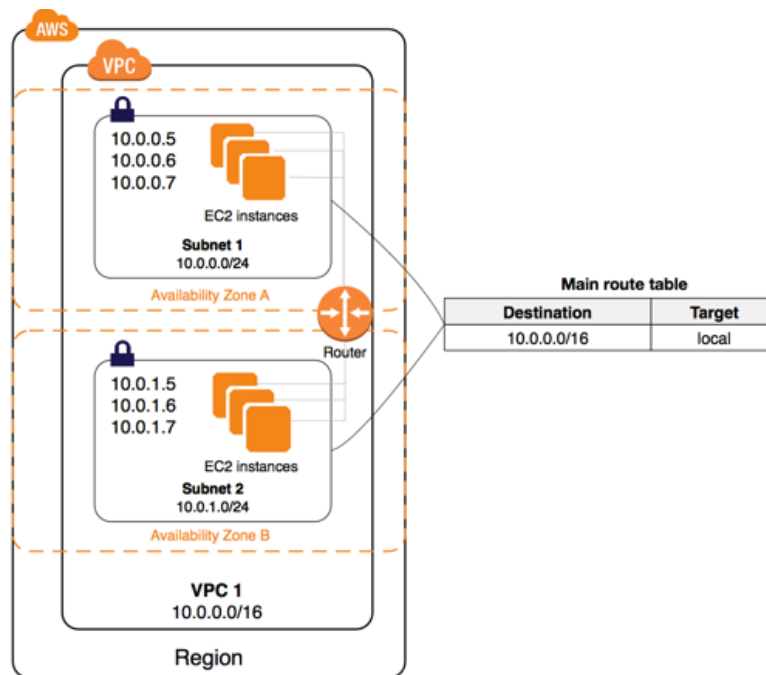 AWS
VPC
10.0.0.5
10.0.0.6
10.0.0.7
EC2 instances
Subnet 1
10.0.0.0/24
Availability Zone A
Router
10.0.1.5
10.0.1.6
10.0.1.7
EC2 instances
Subnet 2
10.0.1.0/24
Availability Zone B
VPC 1
10.0.0.0/16
Region
Main route table
Destination Target
10.0.0.0/16 local